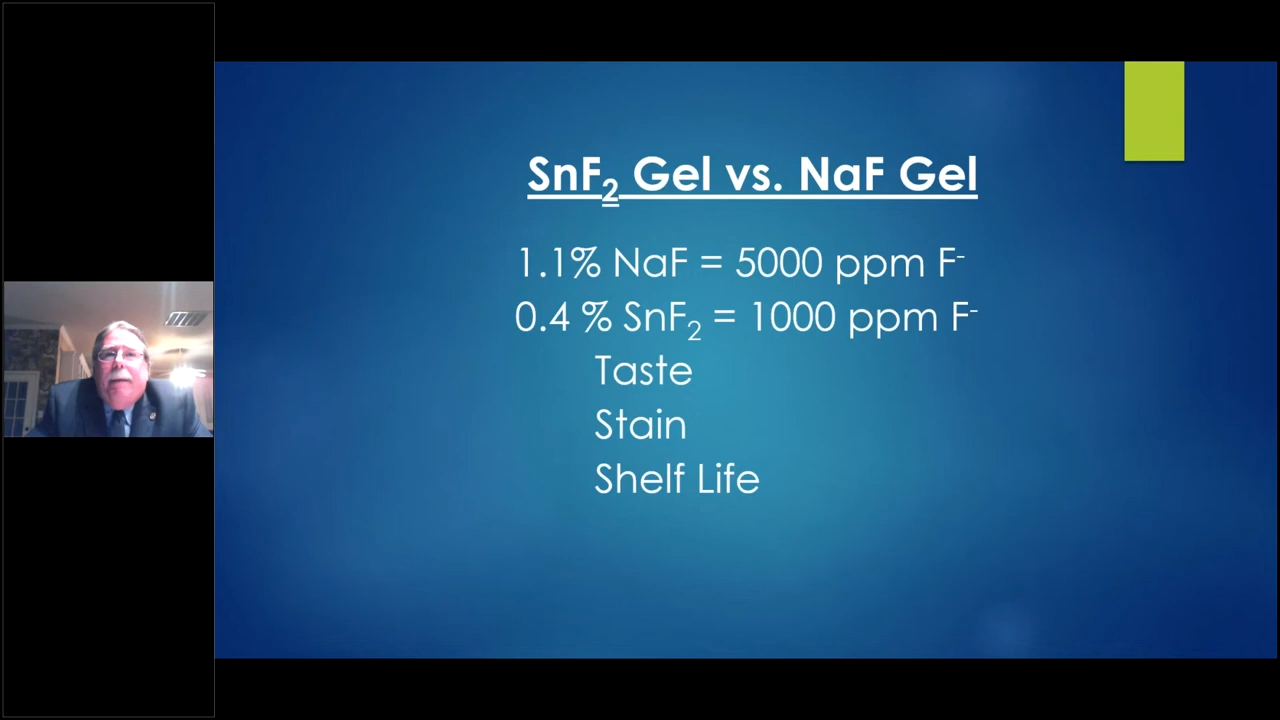 SnF₂ Gel vs. NaF Gel
1.1% NaF = 5000 ppm F⁻
0.4 % SnF₂ = 1000 ppm F⁻
Taste
Stain
Shelf Life